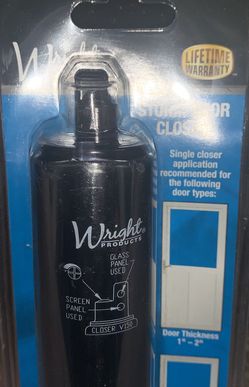 Wright
LIFETIME
WARRANTY
STORM DOOR
CLOSER
Single closer
application
recommended for
the following
door types:
Wright®
PRODUCTS
GLASS
PANEL
USED
SCREEN
PANEL
USED
CLOSER V150
Door Thickness
1" - 2"